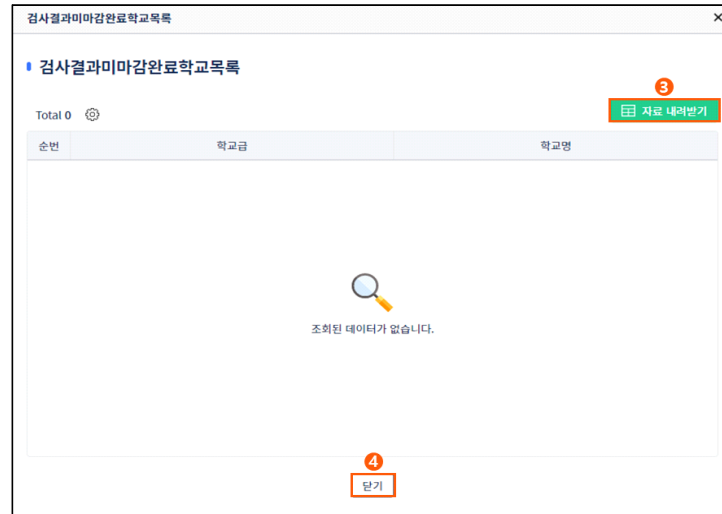 검사결과미마감완료학교목록 ×
검사결과미마감완료학교목록
3
Total 0 자료 내려받기
순번 학교급 학교명
조회된 데이터가 없습니다.
4
닫기